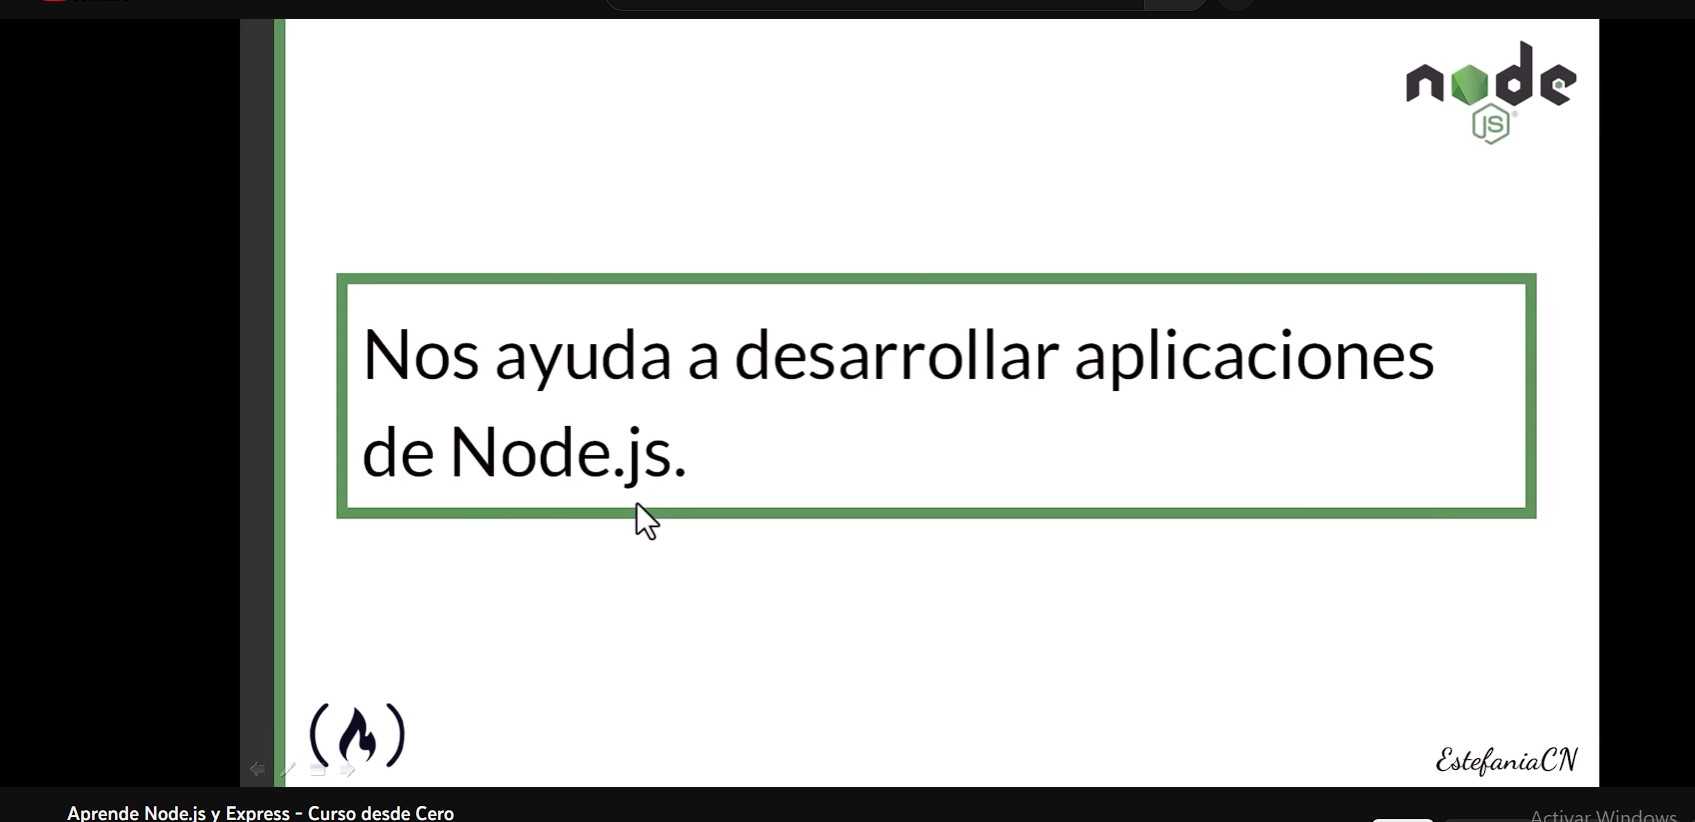 node
JS
Nos ayuda a desarrollar aplicaciones
de Node.js.
EstefaniaCN
Aprende Node.js y Express - Curso desde Cero
Activar Windows